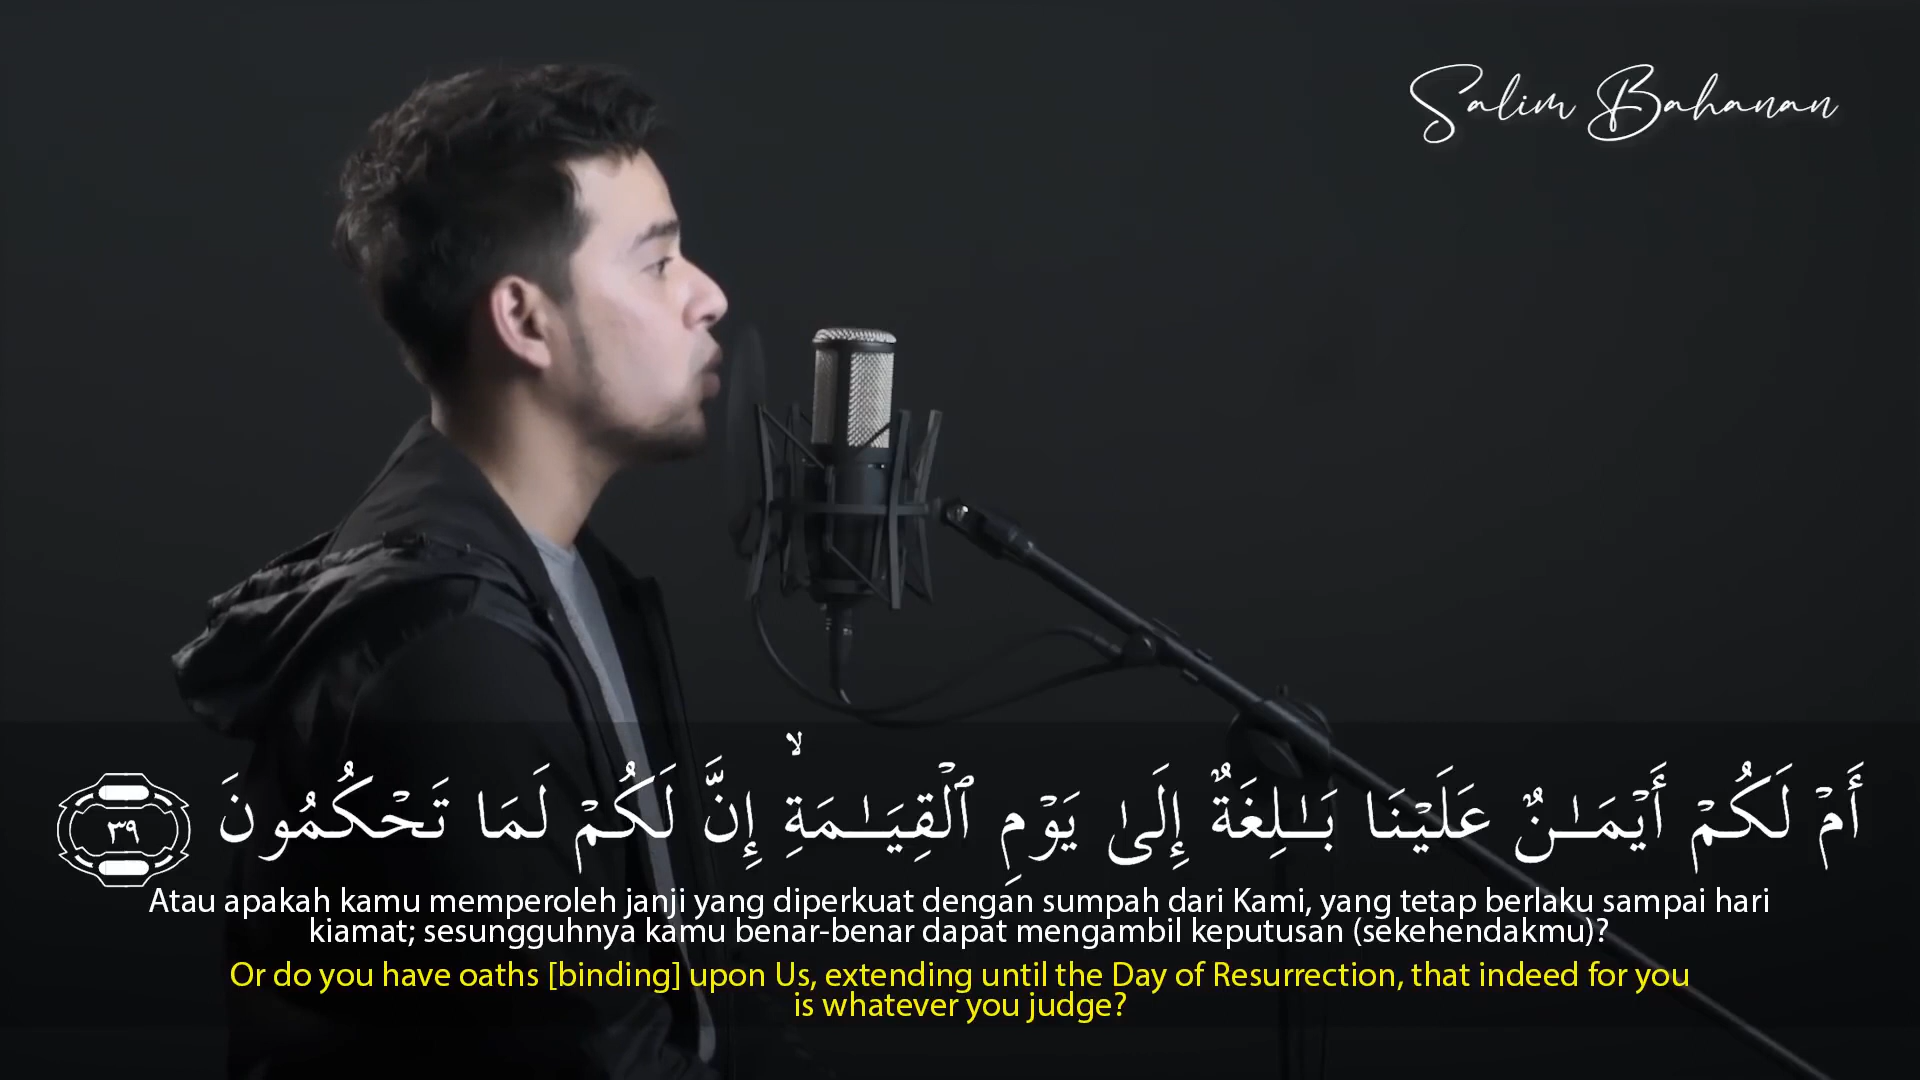 Salim Bahanan
أَمْ لَكُمْ أَيْمَـٰنٌ عَلَيْنَا بَـٰلِغَةٌ إِلَىٰ يَوْمِ ٱلْقِيَـٰمَةِ ۙ إِنَّ لَكُمْ لَمَا تَحْكُمُونَ ٣٩
Atau apakah kamu memperoleh janji yang diperkuat dengan sumpah dari Kami, yang tetap berlaku sampai hari
kiamat; sesungguhnya kamu benar-benar dapat mengambil keputusan (sekehendakmu)?
Or do you have oaths [binding] upon Us, extending until the Day of Resurrection, that indeed for you
is whatever you judge?